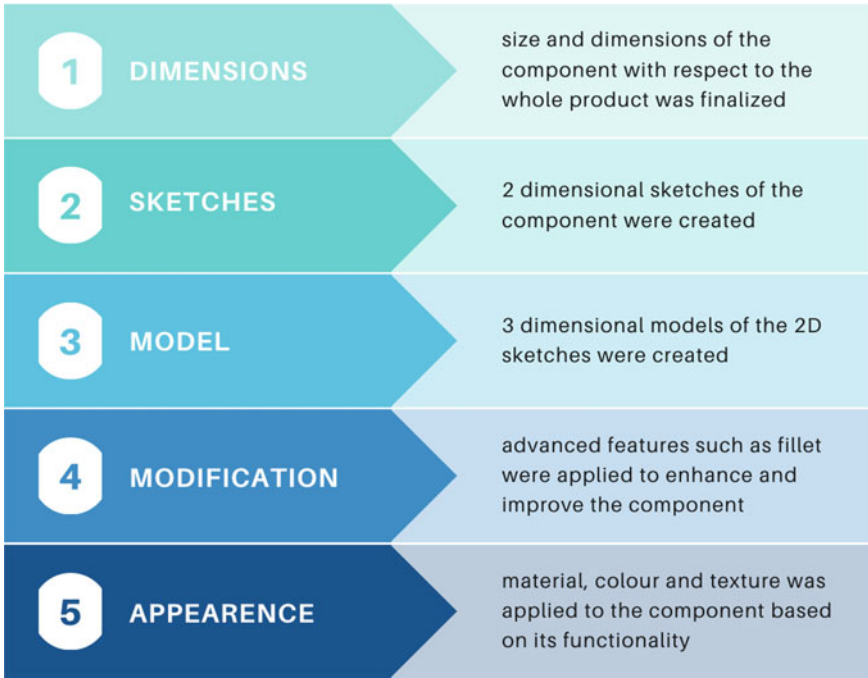 1
DIMENSIONS
size and dimensions of the
component with respect to the
whole product was finalized
2
SKETCHES
2 dimensional sketches of the
component were created
3
MODEL
3 dimensional models of the 2D
sketches were created
4
MODIFICATION
advanced features such as fillet
were applied to enhance and
improve the component
5
APPEARENCE
material, colour and texture was
applied to the component based
on its functionality